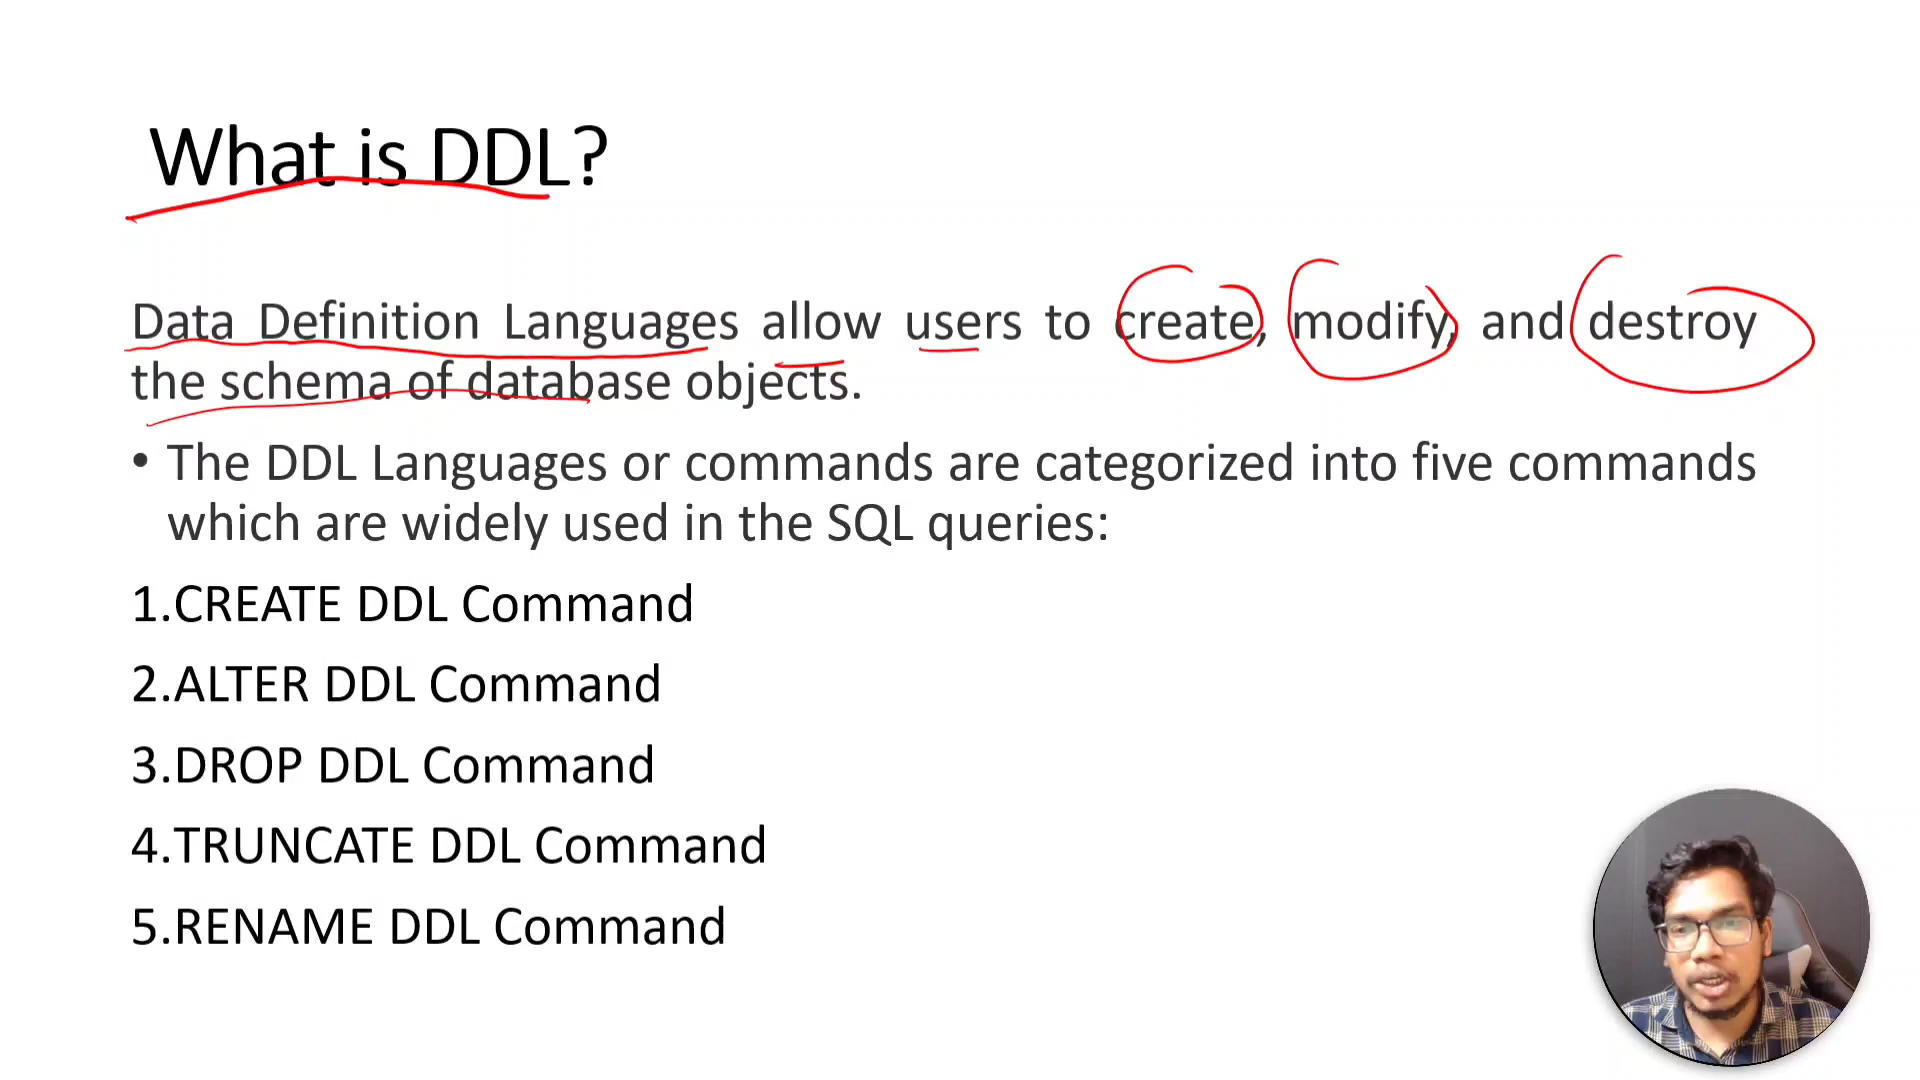 What is DDL?
Data Definition Languages allow users to create, modify, and destroy
the schema of database objects.
• The DDL Languages or commands are categorized into five commands
which are widely used in the SQL queries:
1.CREATE DDL Command
2.ALTER DDL Command
3.DROP DDL Command
4.TRUNCATE DDL Command
5.RENAME DDL Command